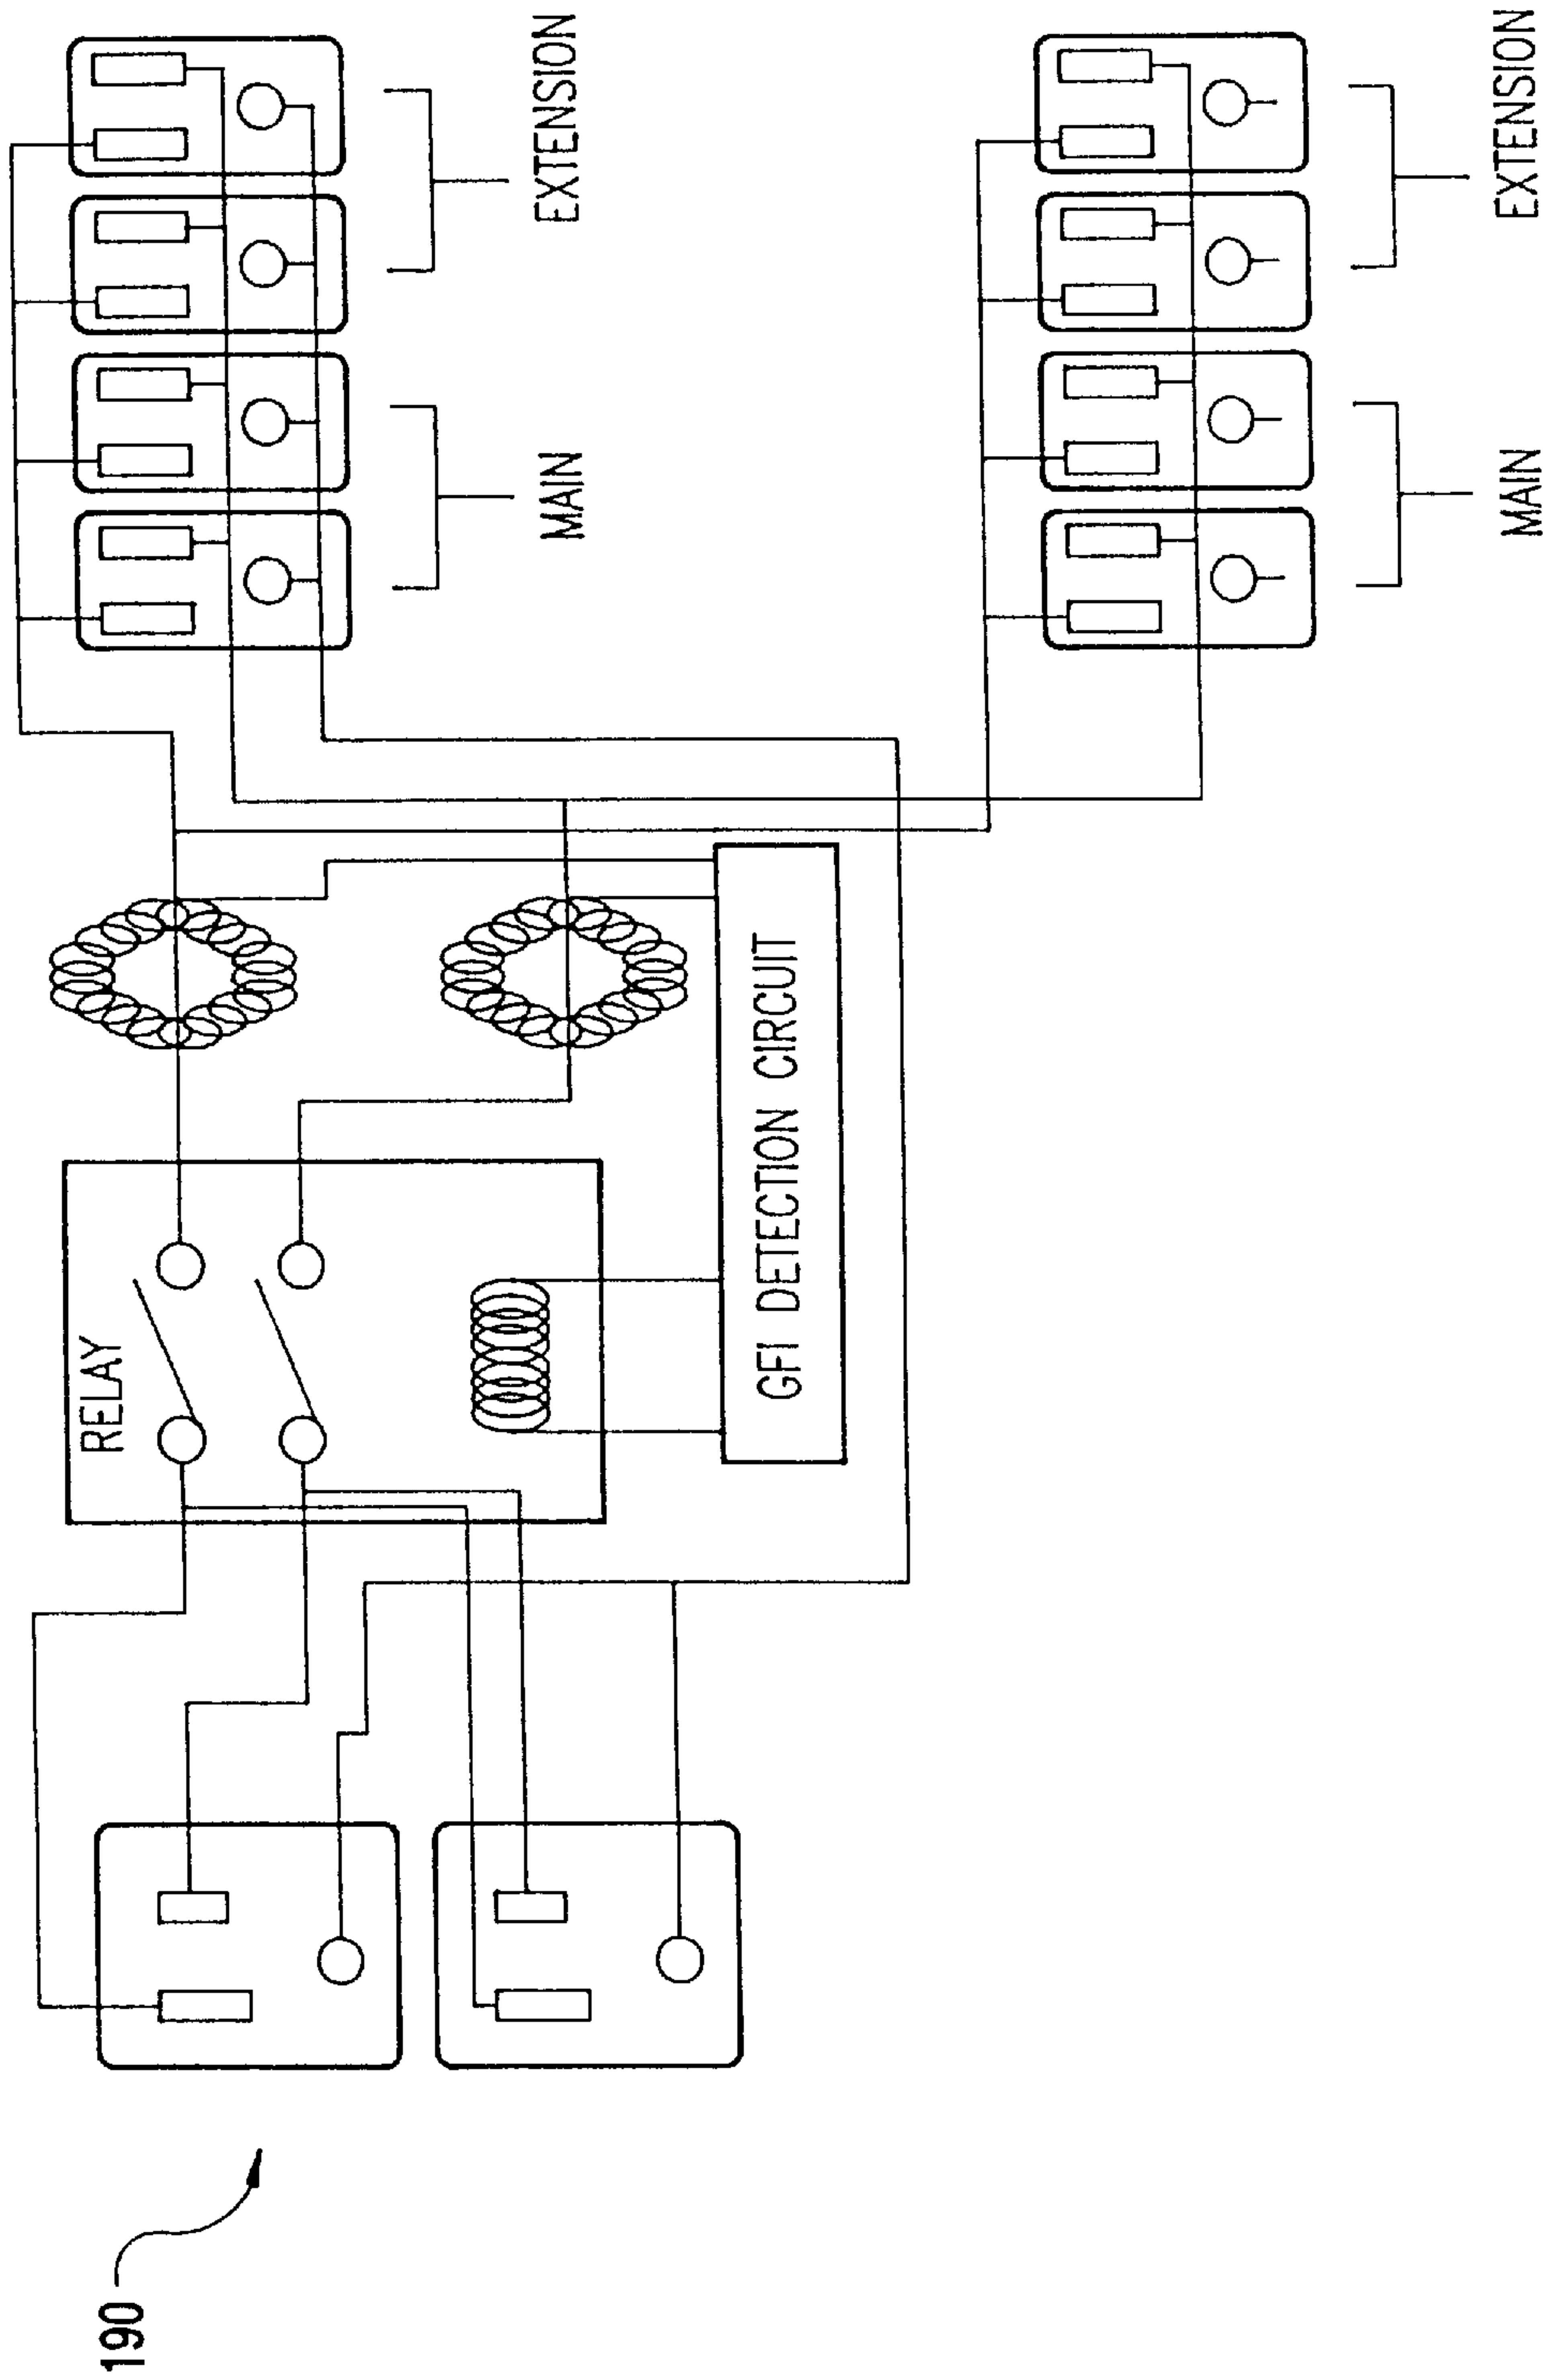 190
RELAY
GFI DETECTION CIRCUIT
MAIN
EXTENSION
MAIN
EXTENSION